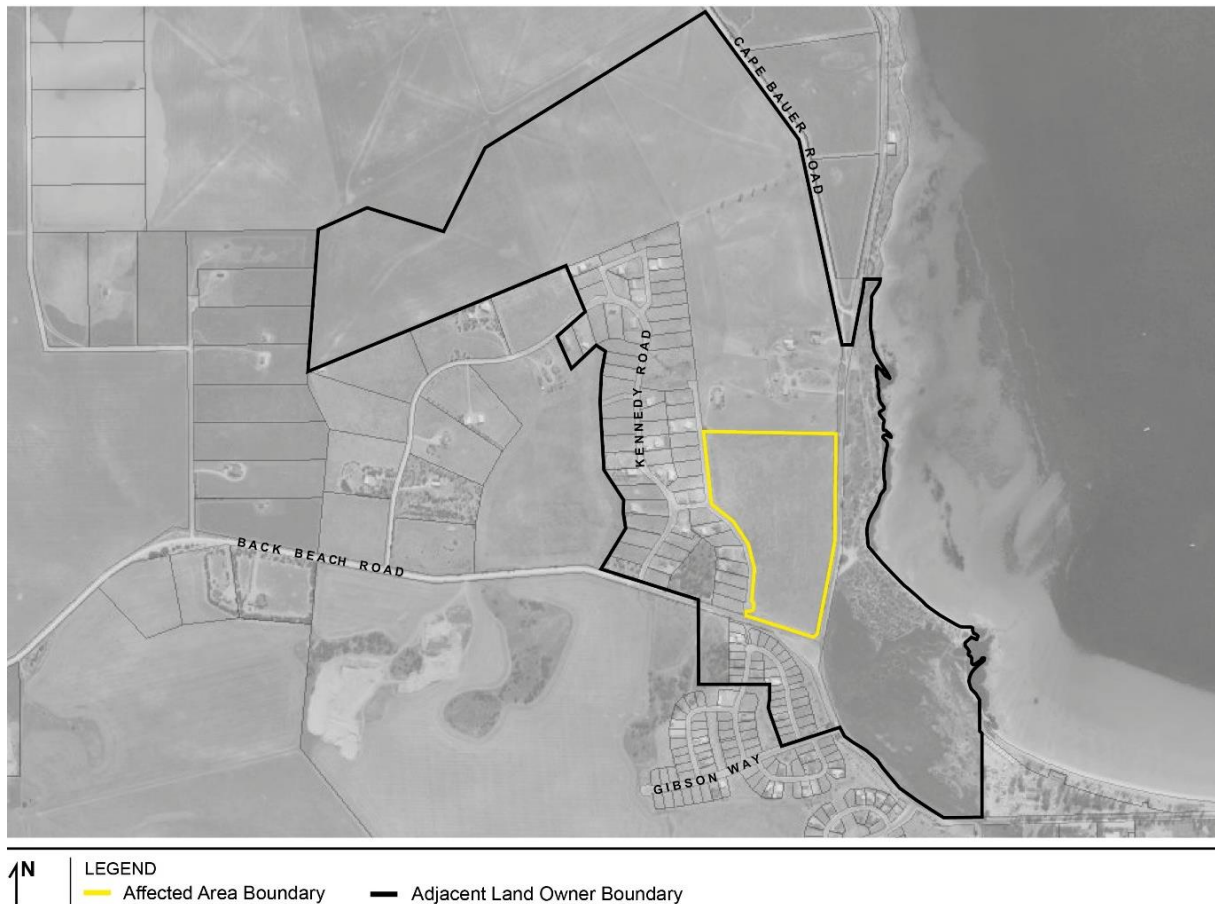 CAPE BAUER ROAD
KENNEDY ROAD
BACK BEACH ROAD
GIBSON WAY
N
LEGEND
Affected Area Boundary
Adjacent Land Owner Boundary